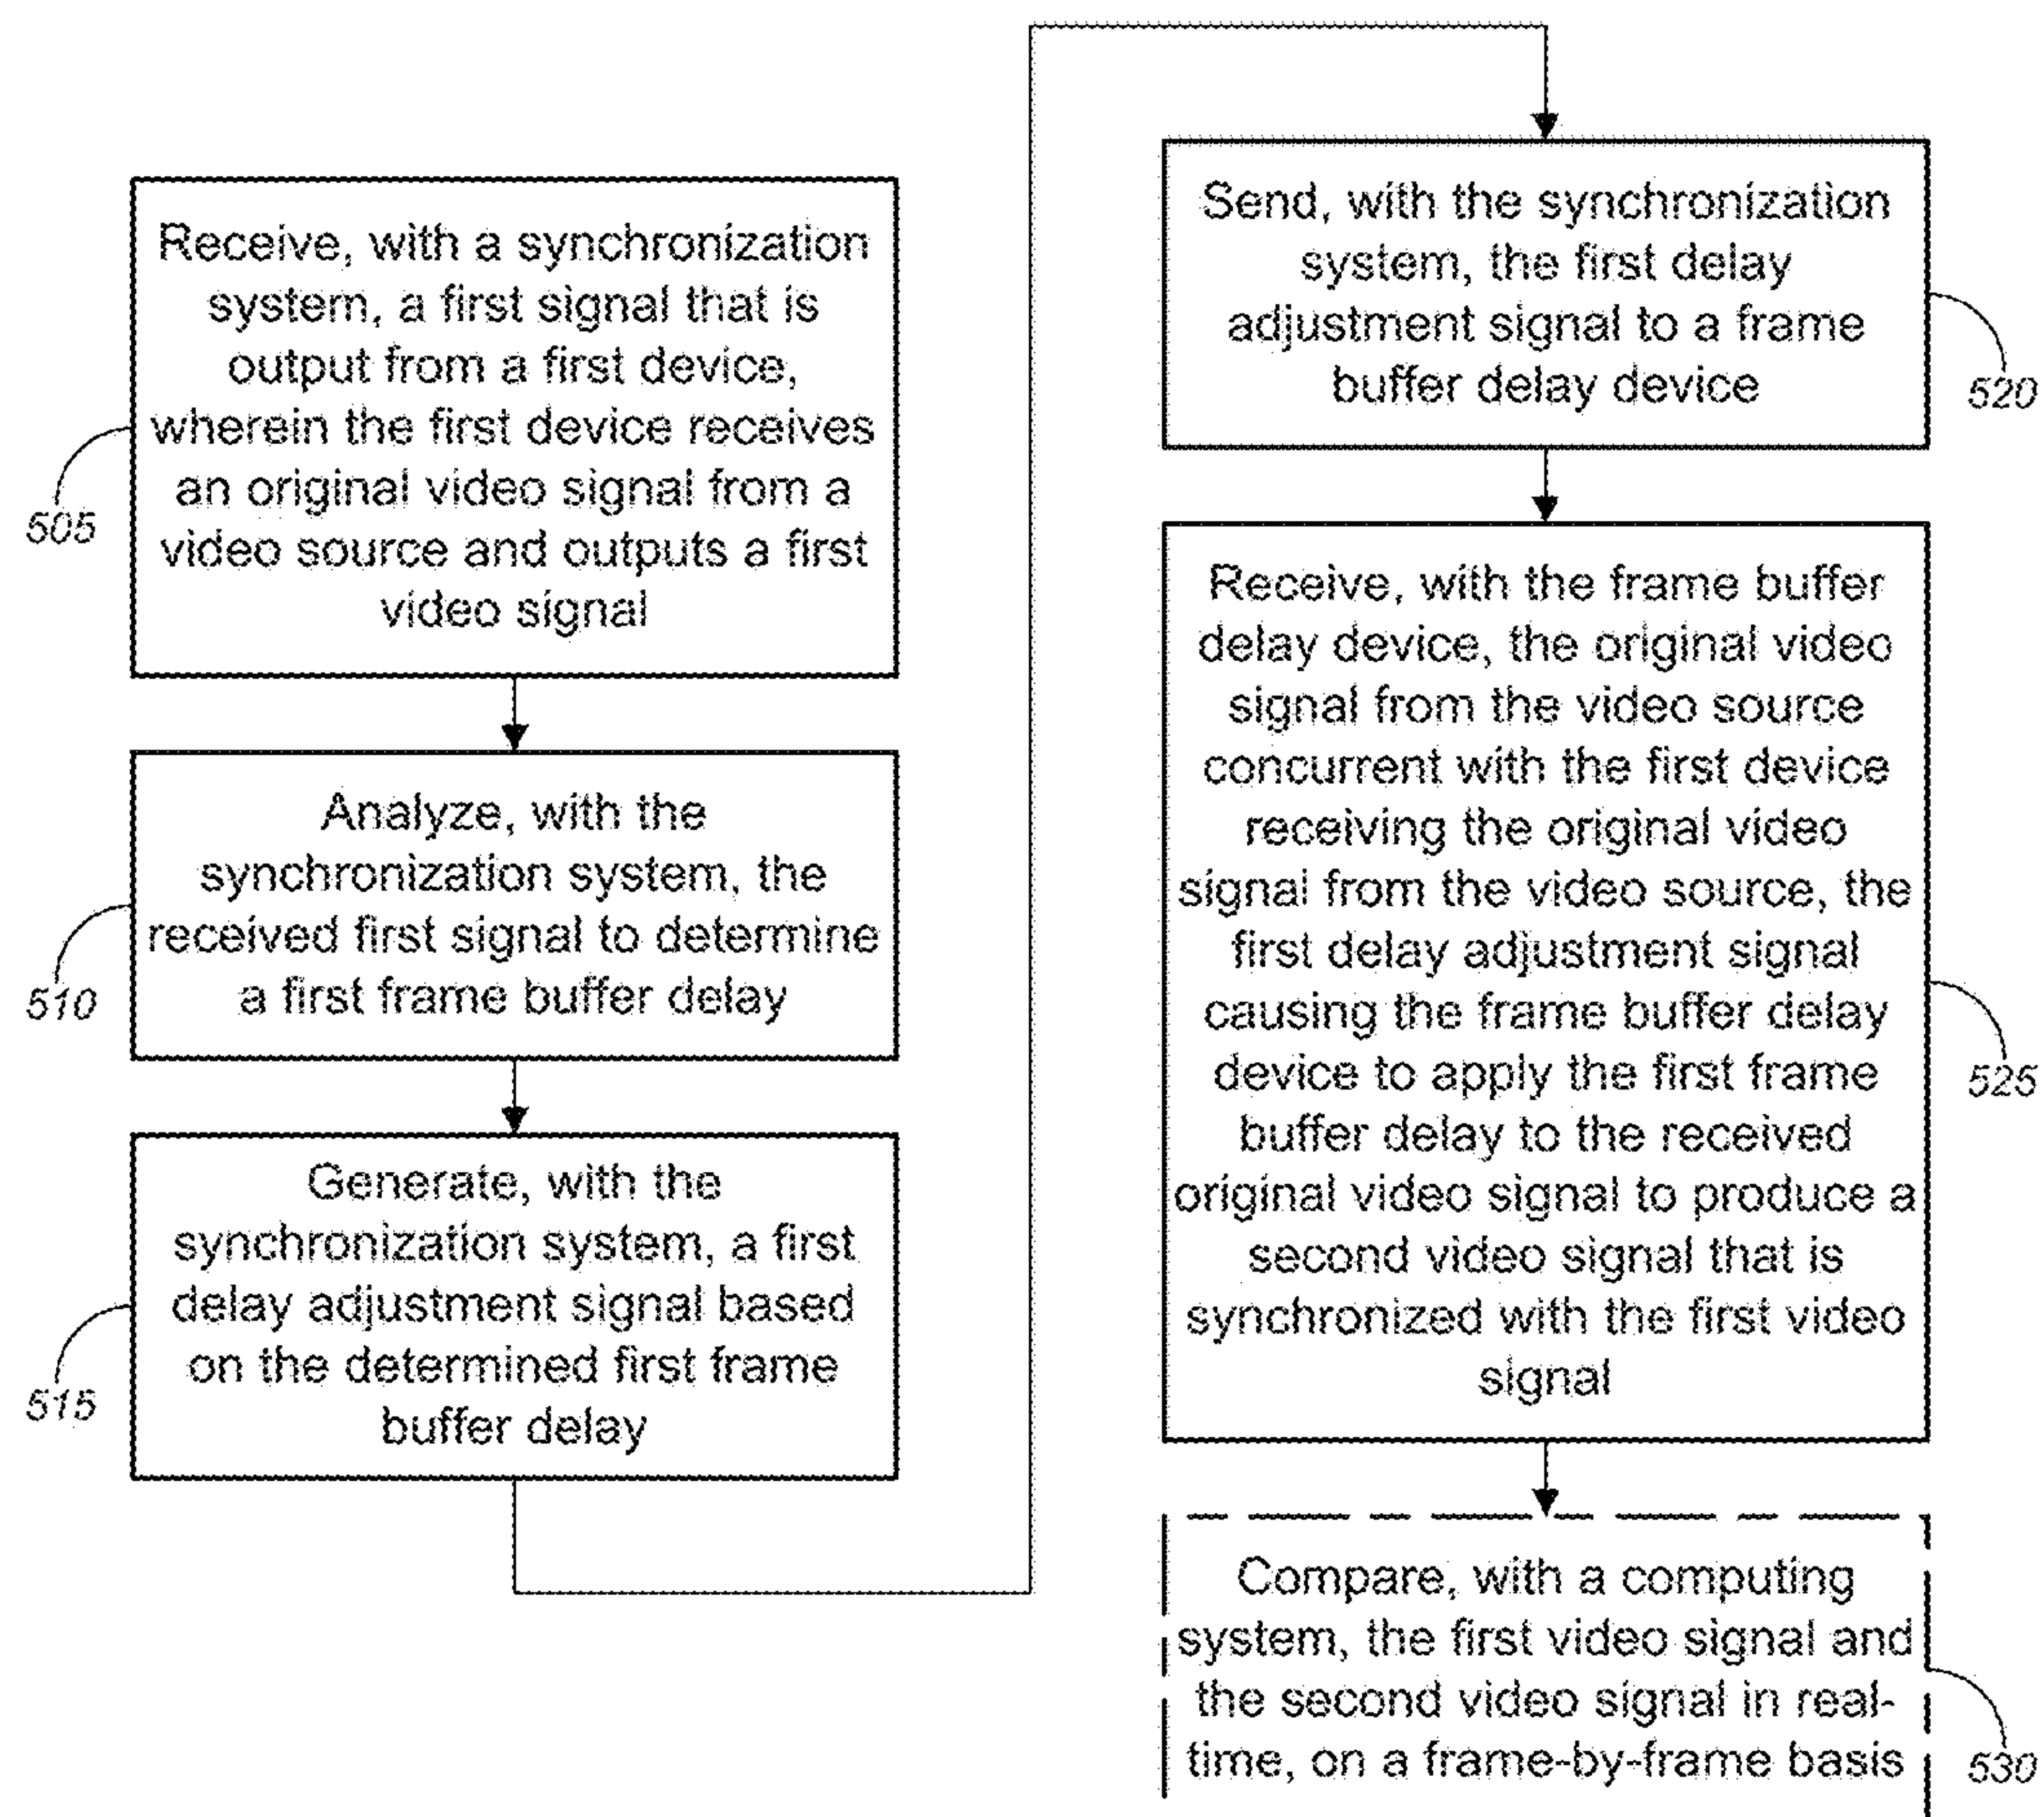 Receive, with a synchronization
system, a first signal that is
output from a first device,
wherein the first device receives
an original video signal from a
video source and outputs a first
video signal
505
Analyze, with the
synchronization system, the
received first signal to determine
a first frame buffer delay
510
Generate, with the
synchronization system, a first
delay adjustment signal based
on the determined first frame
buffer delay
515
Send, with the synchronization
system, the first delay
adjustment signal to a frame
buffer delay device
520
Receive, with the frame buffer
delay device, the original video
signal from the video source
concurrent with the first device
receiving the original video
signal from the video source, the
first delay adjustment signal
causing the frame buffer delay
device to apply the first frame
buffer delay to the received
original video signal to produce a
second video signal that is
synchronized with the first video
signal
525
Compare, with a computing
system, the first video signal and
the second video signal in real-
time, on a frame-by-frame basis
530